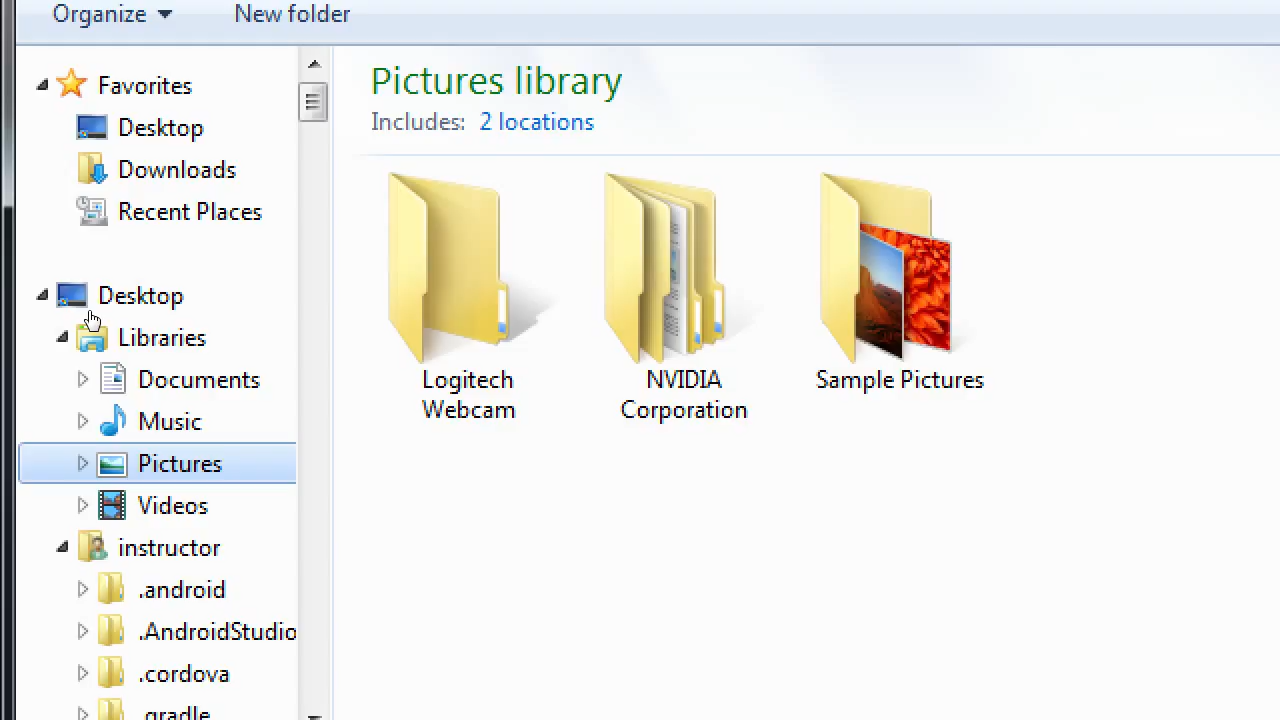 Organize
New folder
Favorites
Desktop
Downloads
Recent Places
Desktop
Libraries
Documents
Music
Pictures
Videos
instructor
.android
.AndroidStudio
.cordova
.gradle
Pictures library
Includes: 2 locations
Logitech
Webcam
NVIDIA
Corporation
Sample Pictures